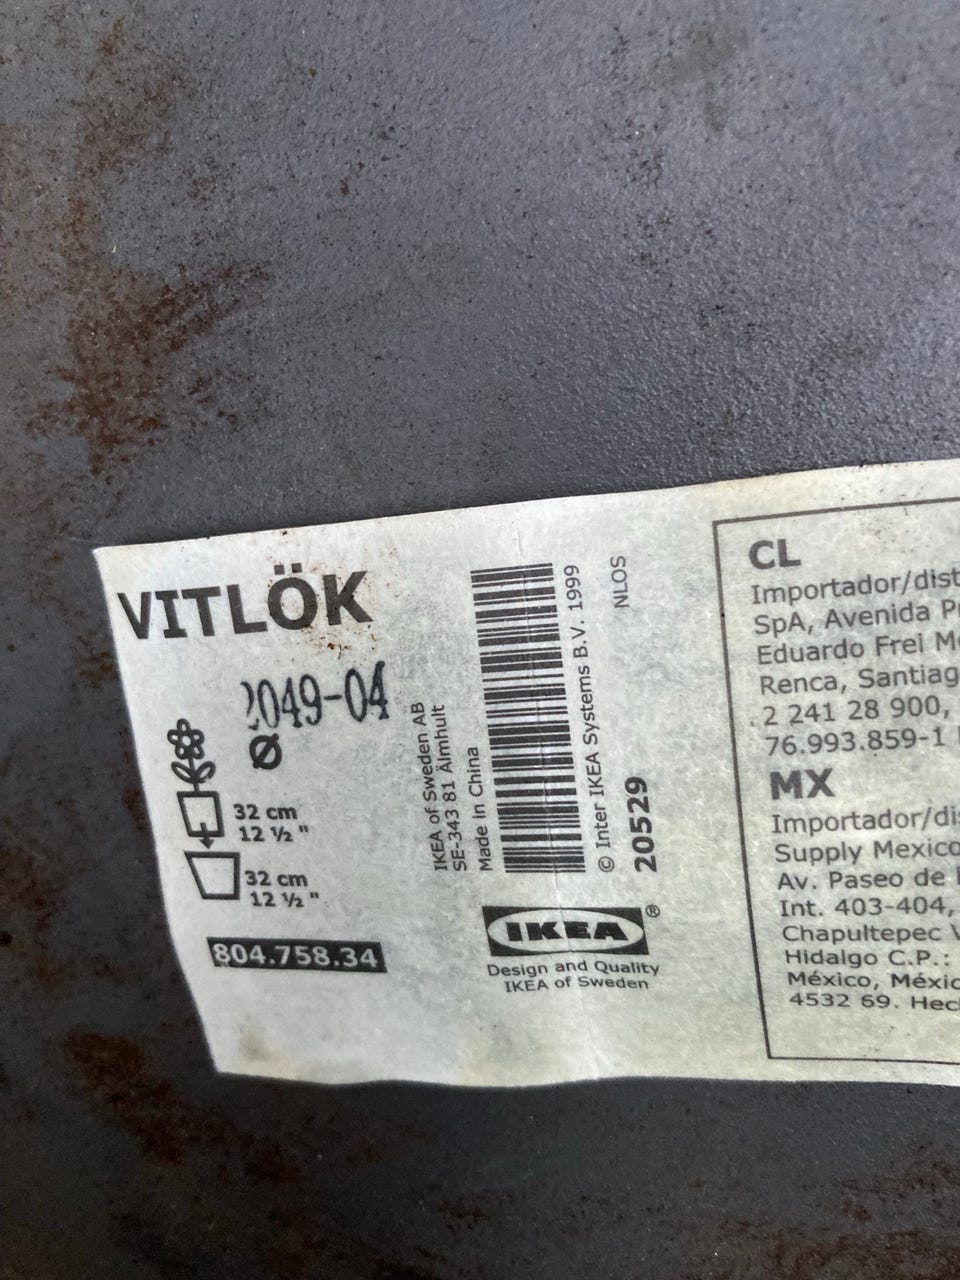 VITLÖK
2049-04
Ø
32 cm
12 ½ "
32 cm
12 ½ "
804.758.34
IKEA of Sweden AB
SE-343 81 Älmhult
Made in China
© Inter IKEA Systems B.V. 1999
NLOS
20529
IKEA®
Design and Quality
IKEA of Sweden
CL
Importador/dist
SpA, Avenida P
Eduardo Frei M
Renca, Santiag
2 241 28 900,
76.993.859-1
MX
Importador/di
Supply Mexico
Av. Paseo de
Int. 403-404,
Chapultepec
Hidalgo C.P.:
México, Méxic
4532 69. Hec